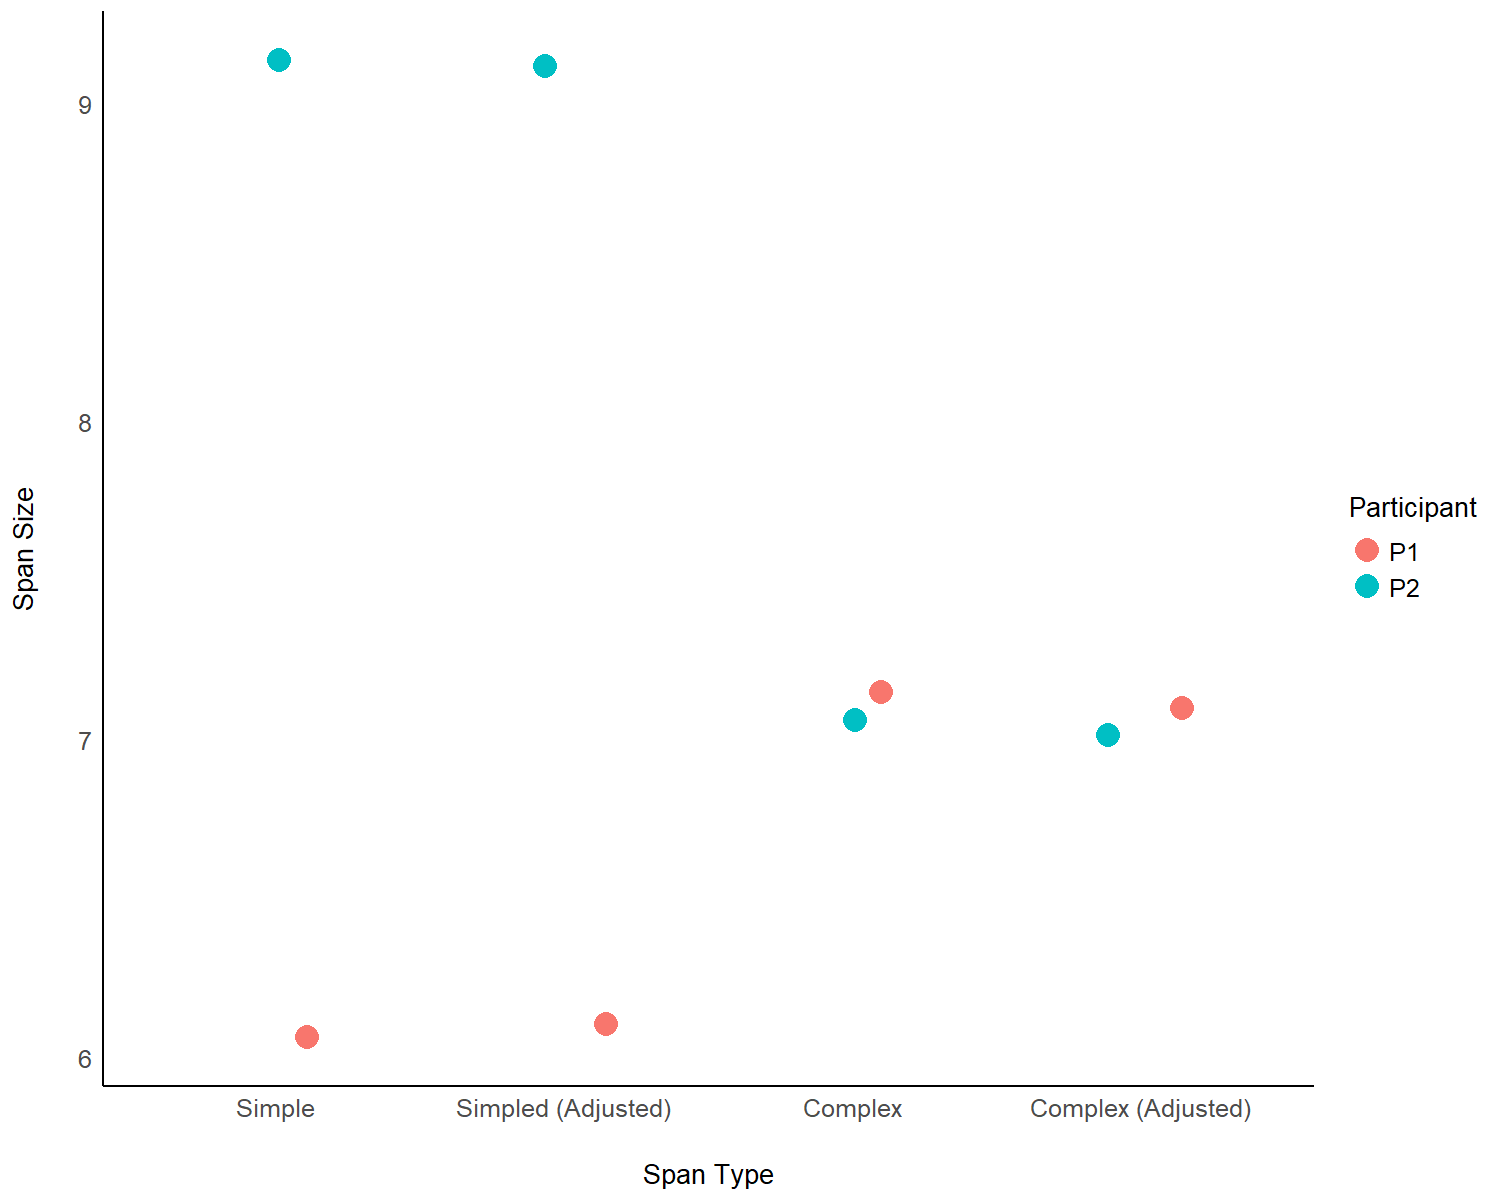 9
8
7
6
Span Size
Simple
Simpled (Adjusted)
Complex
Complex (Adjusted)
Span Type
Participant
P1
P2